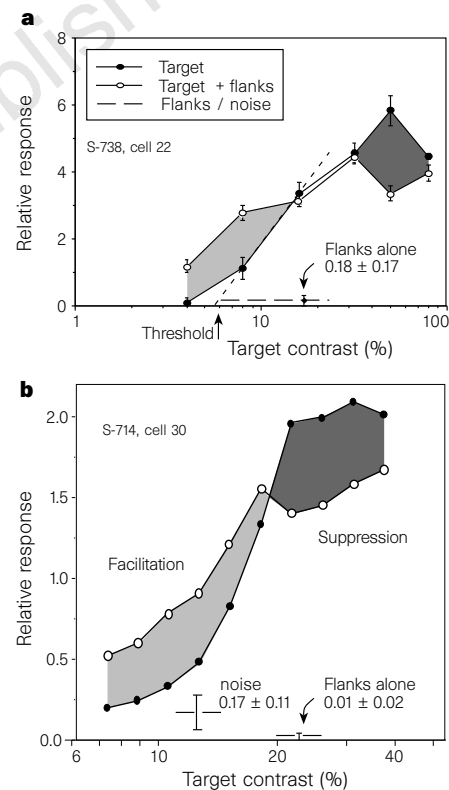 a
8
6
4
2
0
Relative response
Target
Target + flanks
Flanks / noise
S-738, cell 22
Flanks alone
0.18 ± 0.17
1
10
100
Threshold
Target contrast (%)
b
2.0
1.5
1.0
0.5
0.0
Relative response
S-714, cell 30
Facilitation
Suppression
noise
0.17 ± 0.11
Flanks alone
0.01 ± 0.02
6
10
20
40
Target contrast (%)